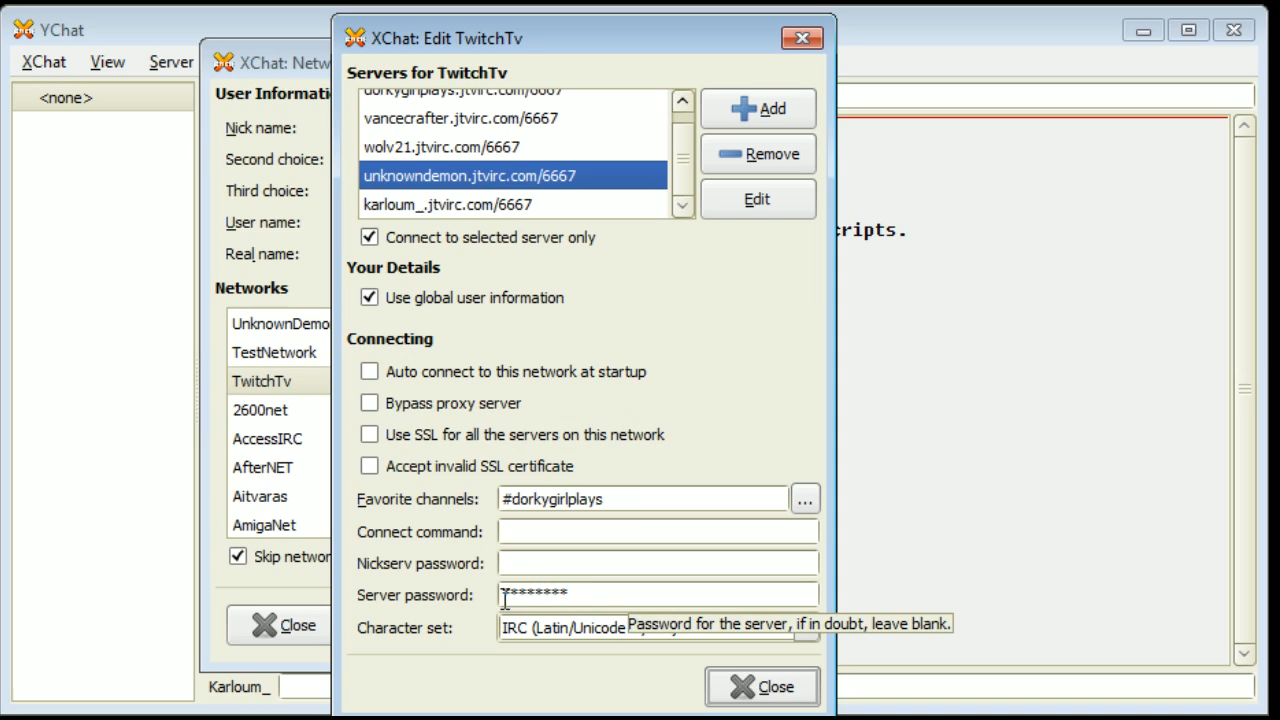 YChat
XChat View Server
<none>
XChat: Netw
User Informati
Nick name:
Second choice:
Third choice:
User name:
Real name:
Networks
UnknownDemo
TestNetwork
TwitchTv
2600net
AccessIRC
AfterNET
Aitvaras
AmigaNet
Skip networ
Close
Karloum_
XChat: Edit TwitchTv
Servers for TwitchTv
dorkygirlplays.jtvirc.com/6667
vancecrafter.jtvirc.com/6667
wolv21.jtvirc.com/6667
unknowndemon.jtvirc.com/6667
karloum_.jtvirc.com/6667
Add
Remove
Edit
Connect to selected server only
Your Details
Use global user information
Connecting
Auto connect to this network at startup
Bypass proxy server
Use SSL for all the servers on this network
Accept invalid SSL certificate
Favorite channels: #dorkygirlplays ...
Connect command:
Nickserv password:
Server password: ********
Character set: IRC (Latin/Unicode
Password for the server, if in doubt, leave blank.
Close
cripts.